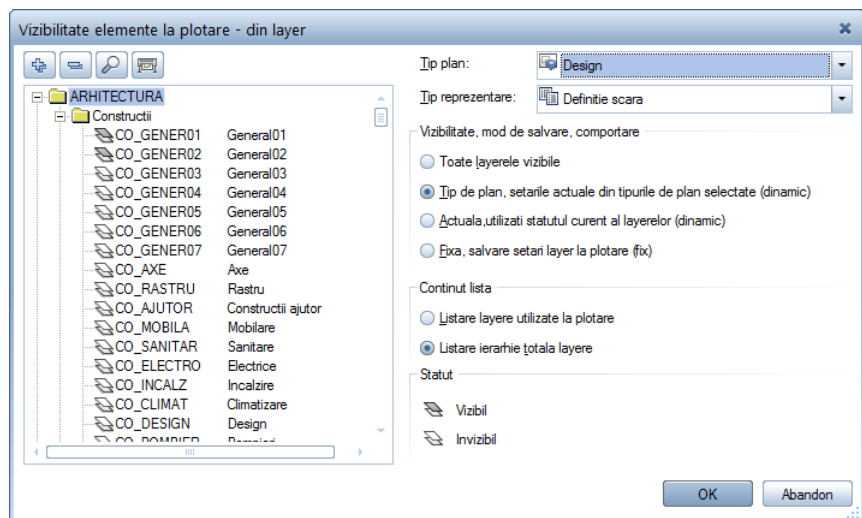 Vizibilitate elemente la plotare - din layer
Tip plan: Design
Tip reprezentare: Definitie scara
ARHITECTURA
Constructii
CO_GENER01 General01
CO_GENER02 General02
CO_GENER03 General03
CO_GENER04 General04
CO_GENER05 General05
CO_GENER06 General06
CO_GENER07 General07
CO_AXE Axe
CO_RASTRU Rastru
CO_AJUTOR Constructii ajutor
CO_MOBILA Mobilare
CO_SANITAR Sanitare
CO_ELECTRO Electrice
CO_INCALZ Incalzire
CO_CLIMAT Climatizare
CO_DESIGN Design
Vizibilitate, mod de salvare, comportare
Toate layerele vizibile
Tip de plan, setarile actuale din tipurile de plan selectate (dinamic)
Actuala,utilizati statutul curent al layerelor (dinamic)
Fixa, salvare setari layer la plotare (fix)
Continut lista
Listare layere utilizate la plotare
Listare ierarhie totala layere
Statut
Vizibil
Invizibil
OK Abandon